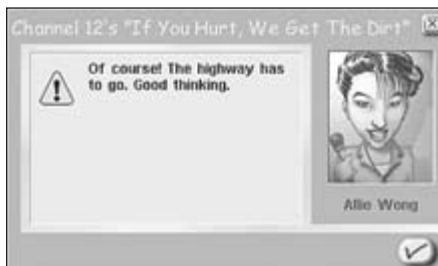 Channel 12's "If You Hurt, We Get The Dirt"
Of course! The highway has
to go. Good thinking.
Allie Wong